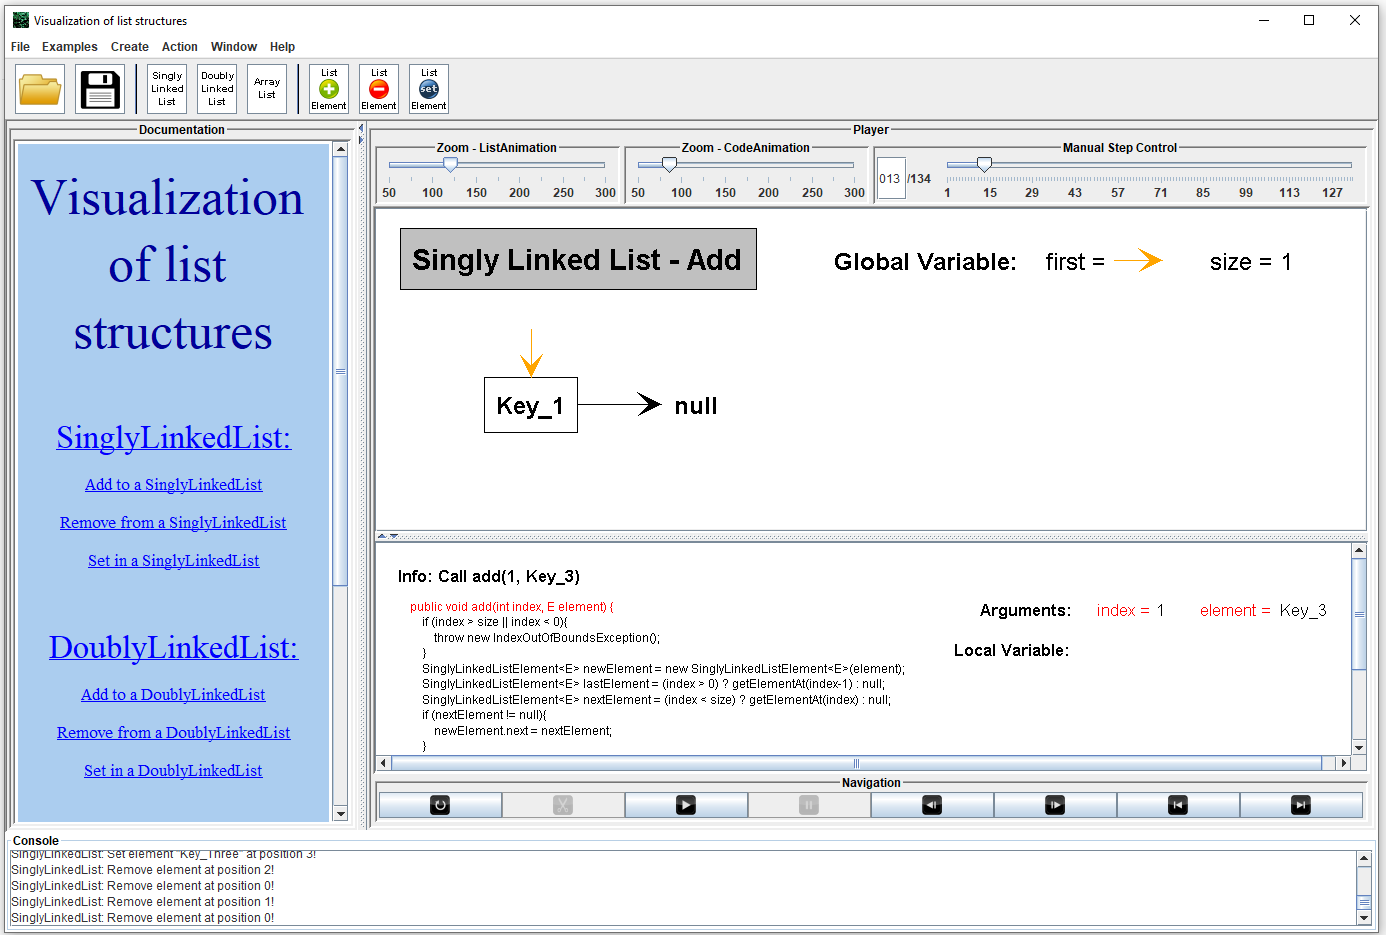 Visualization of list structures
File Examples Create Action Window Help
Singly
Linked
List
Doubly
Linked
List
Array
List
List
Element
List
Element
List
set
Element
Documentation
Visualization
of list
structures
SinglyLinkedList:
Add to a SinglyLinkedList
Remove from a SinglyLinkedList
Set in a SinglyLinkedList
DoublyLinkedList:
Add to a DoublyLinkedList
Remove from a DoublyLinkedList
Set in a DoublyLinkedList
Player
Zoom - ListAnimation
50 100 150 200 250 300
Zoom - CodeAnimation
50 100 150 200 250 300
Manual Step Control
013 /134
1 15 29 43 57 71 85 99 113 127
Singly Linked List - Add
Global Variable: first = size = 1
Key_1 null
Info: Call add(1, Key_3)
public void add(int index, E element) {
if (index > size || index < 0){
throw new IndexOutOfBoundsException();
}
SinglyLinkedListElement<E> newElement = new SinglyLinkedListElement<E>(element);
SinglyLinkedListElement<E> lastElement = (index > 0) ? getElementAt(index-1) : null;
SinglyLinkedListElement<E> nextElement = (index < size) ? getElementAt(index) : null;
if (nextElement != null){
newElement.next = nextElement;
}
Arguments: index = 1 element = Key_3
Local Variable:
Navigation
Console
SinglyLinkedList: Set element "Key_Three" at position 3!
SinglyLinkedList: Remove element at position 2!
SinglyLinkedList: Remove element at position 0!
SinglyLinkedList: Remove element at position 1!
SinglyLinkedList: Remove element at position 0!